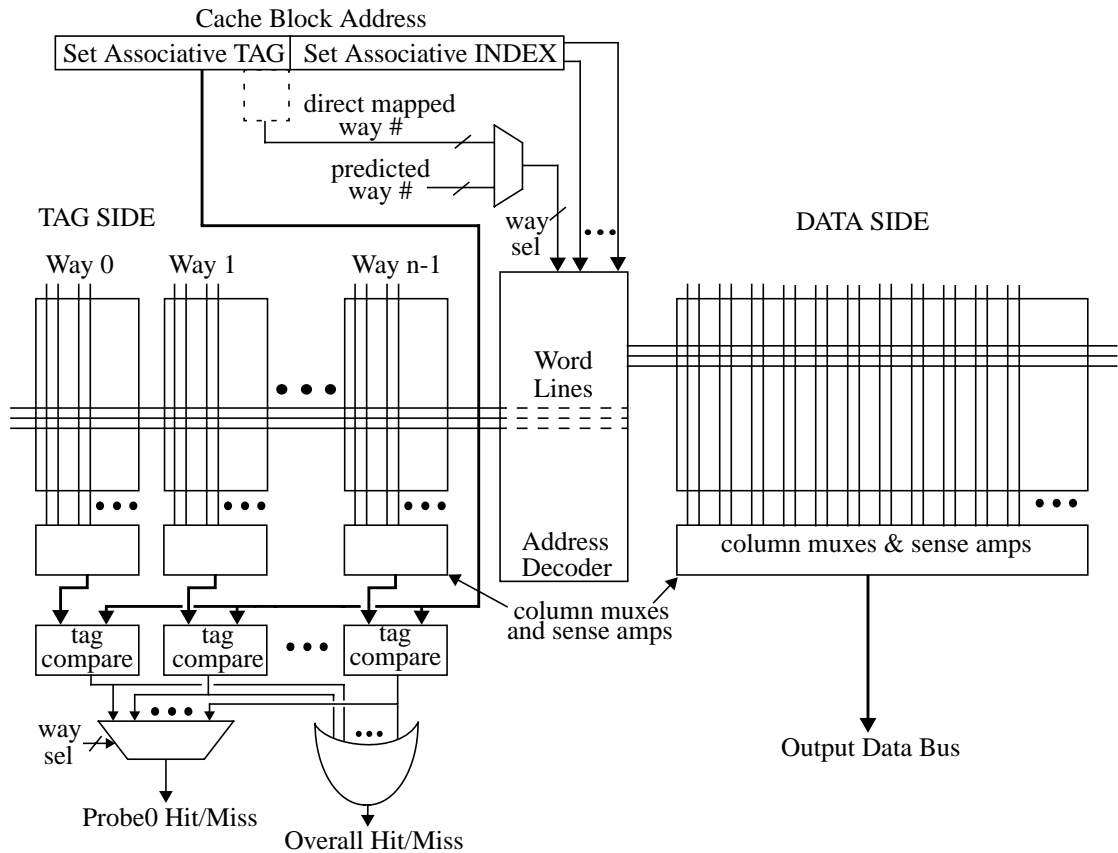 Cache Block Address
Set Associative TAG
Set Associative INDEX
direct mapped
way #
predicted
way #
way
sel
TAG SIDE
DATA SIDE
Way 0
Way 1
Way n-1
Word
Lines
Address
Decoder
column muxes & sense amps
column muxes
and sense amps
tag
compare
tag
compare
tag
compare
way
sel
Probe0 Hit/Miss
Overall Hit/Miss
Output Data Bus